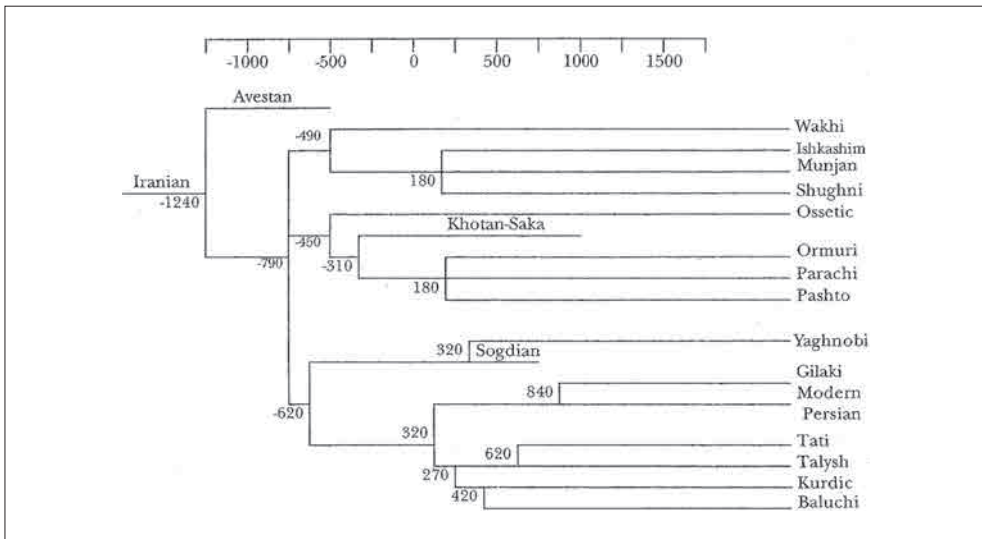 -1000 -500 0 500 1000 1500
Avestan
-490
Wakhi
Ishkashim
Iranian
Munjan
180
Shughni
-1240
Ossetic
Khotan-Saka
-450
Ormuri
-790
-310
Parachi
180
Pashto
Yaghnobi
320
Sogdian
Gilaki
840
Modern
-620
Persian
320
Tati
620
Talysh
270
Kurdic
420
Baluchi